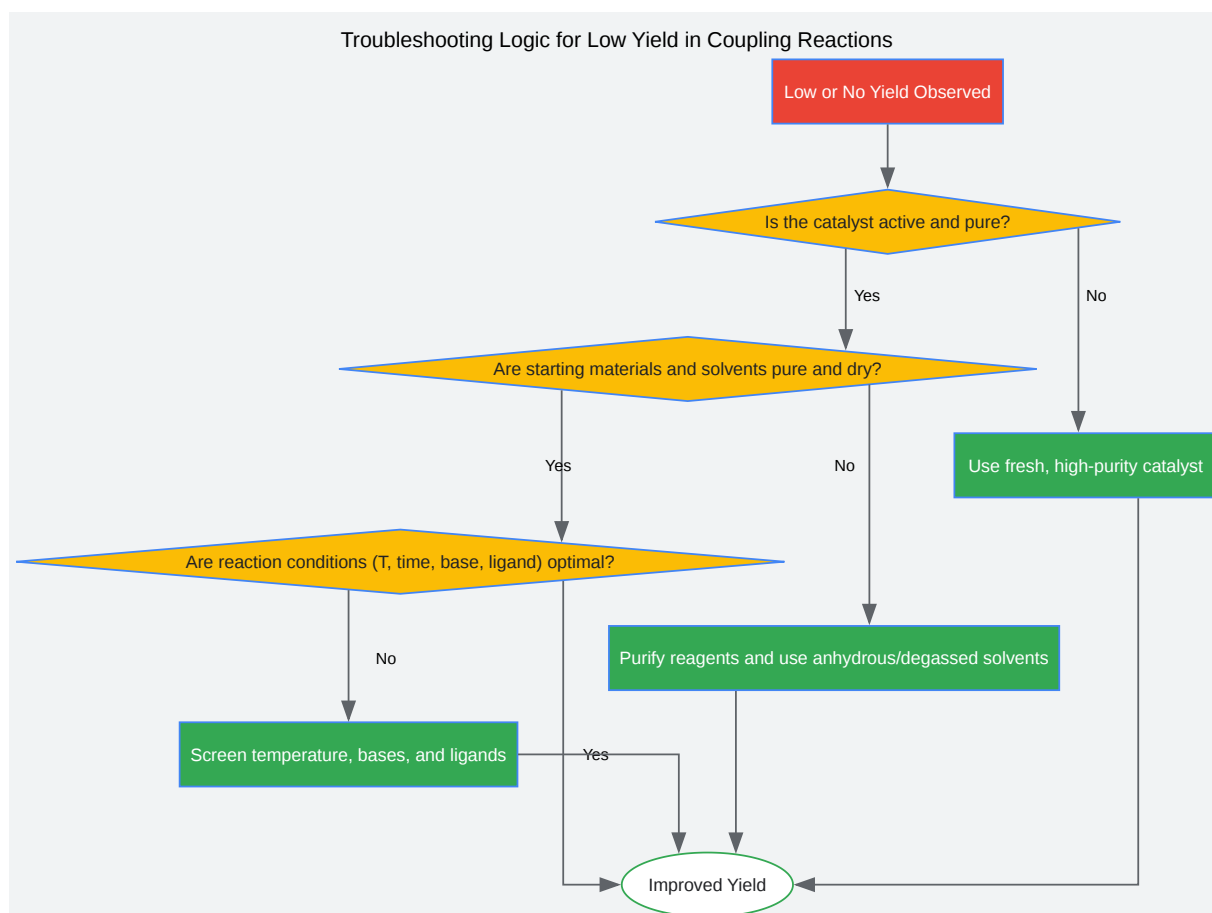 Troubleshooting Logic for Low Yield in Coupling Reactions
Low or No Yield Observed
Is the catalyst active and pure?
Yes
No
Are starting materials and solvents pure and dry?
Yes
No
Use fresh, high-purity catalyst
Are reaction conditions (T, time, base, ligand) optimal?
No
Purify reagents and use anhydrous/degassed solvents
Screen temperature, bases, and ligands
Yes
Improved Yield